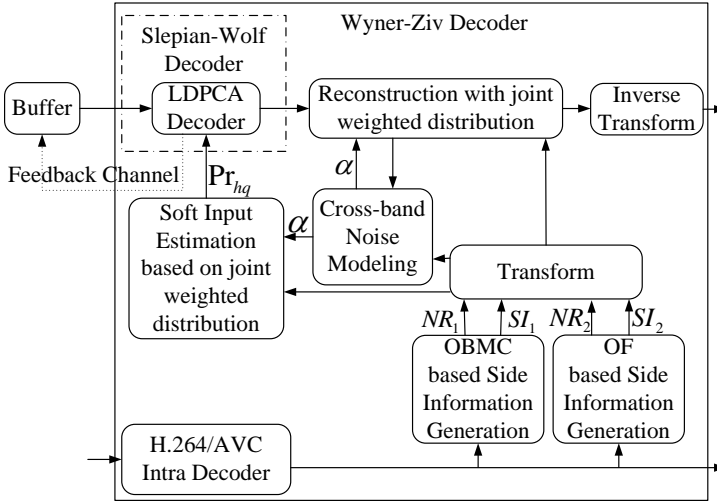 Wyner-Ziv Decoder
Slepian-Wolf
Decoder
Buffer
LDPCA
Decoder
Reconstruction with joint
weighted distribution
Inverse
Transform
Feedback Channel
Pr_hq
α
Soft Input
Estimation
based on joint
weighted
distribution
α
Cross-band
Noise
Modeling
Transform
NR_1
SI_1
NR_2
SI_2
OBMC
based Side
Information
Generation
OF
based Side
Information
Generation
H.264/AVC
Intra Decoder